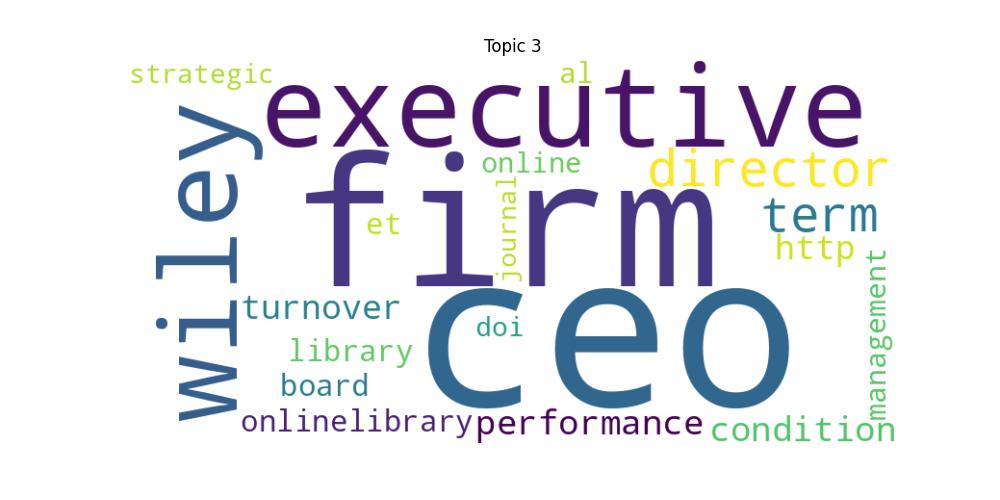 Topic 3
strategic
al
executive
wiley
firm
online
director
et
journal
term
http
management
ceo
turnover
doi
library
board
onlinelibrary
performance
condition